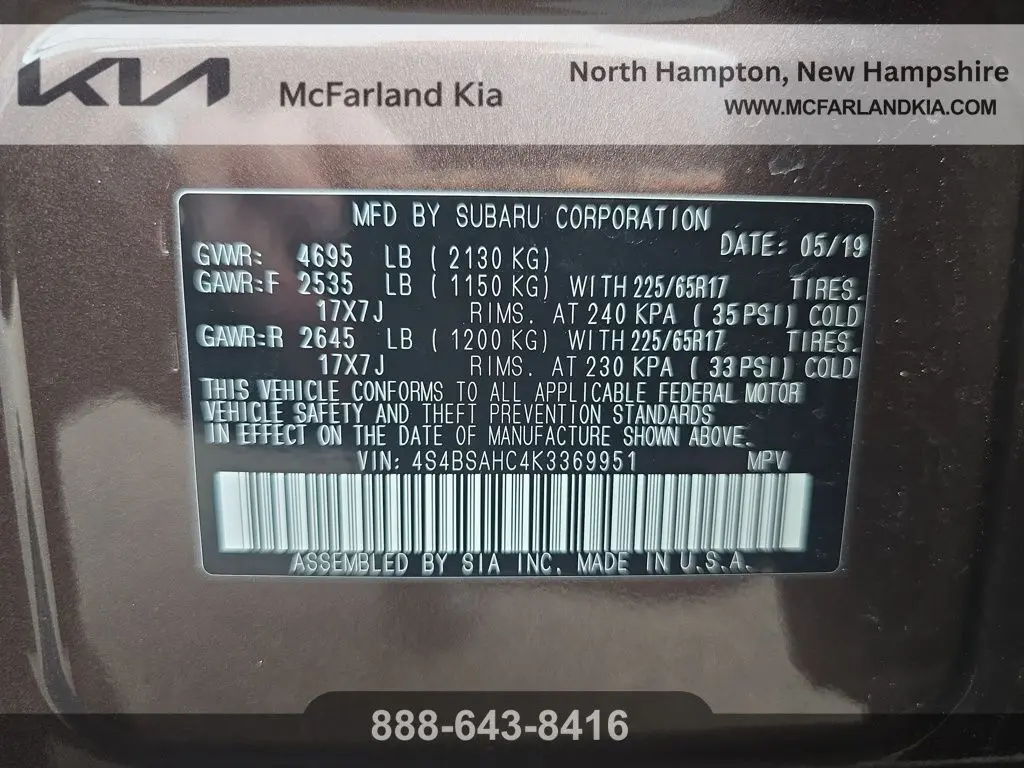 KIA
McFarland Kia
North Hampton, New Hampshire
WWW.MCFARLANDKIA.COM
MFD BY SUBARU CORPORATION
DATE: 05/19
GVWR: 4695 LB ( 2130 KG)
GAWR:F 2535 LB ( 1150 KG) WITH 225/65R17 TIRES.
17X7J RIMS. AT 240 KPA ( 35 PSI) COLD
GAWR:R 2645 LB ( 1200 KG) WITH 225/65R17 TIRES.
17X7J RIMS. AT 230 KPA ( 33 PSI) COLD
THIS VEHICLE CONFORMS TO ALL APPLICABLE FEDERAL MOTOR
VEHICLE SAFETY AND THEFT PREVENTION STANDARDS
IN EFFECT ON THE DATE OF MANUFACTURE SHOWN ABOVE.
VIN: 4S4BSAHC4K3369951 MPV
ASSEMBLED BY SIA INC. MADE IN U.S.A.
888-643-8416